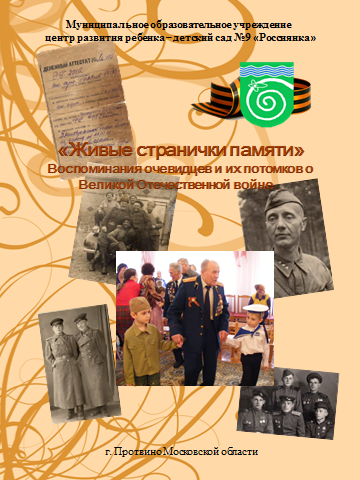 Муниципальное образовательное учреждение
центр развития ребенка – детский сад №9 «Россиянка»
ДЕНЕЖНЫЙ АТТЕСТАТ
«Живые странички памяти»
Воспоминания очевидцев и их потомков о
Великой Отечественной войне
г. Протвино Московской области